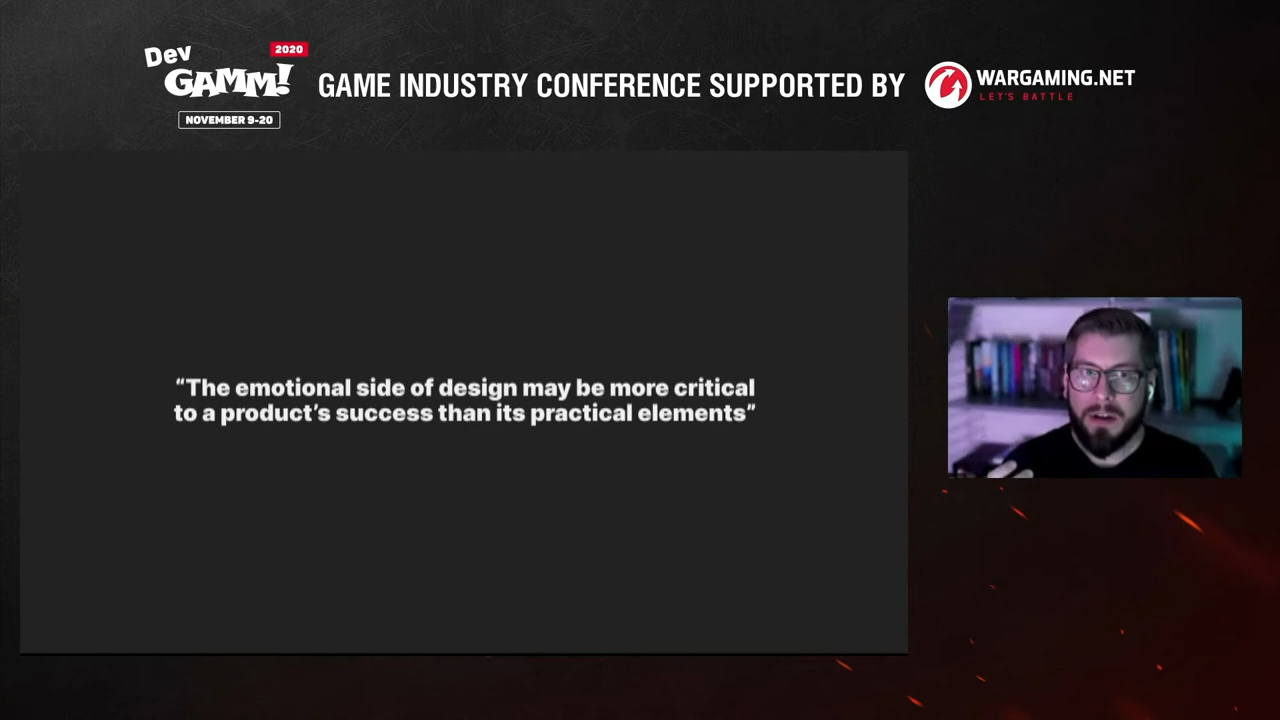 Dev
GAMM!
2020
NOVEMBER 9-20
GAME INDUSTRY CONFERENCE SUPPORTED BY
WARGAMING.NET
LET'S BATTLE
“The emotional side of design may be more critical
to a product’s success than its practical elements”